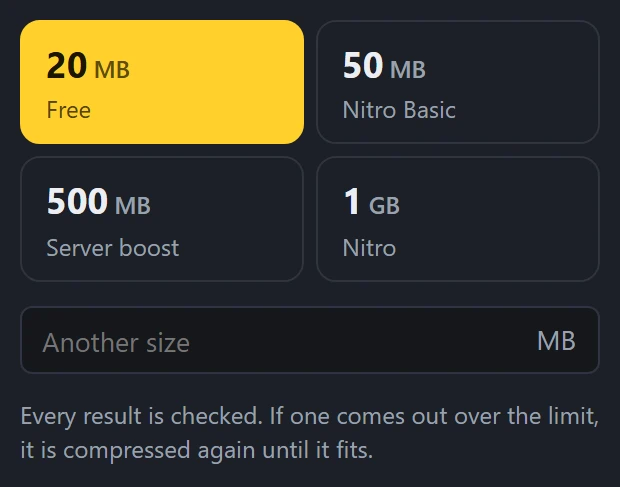 20 MB
Free
50 MB
Nitro Basic
500 MB
Server boost
1 GB
Nitro
Another size MB
Every result is checked. If one comes out over the limit,
it is compressed again until it fits.